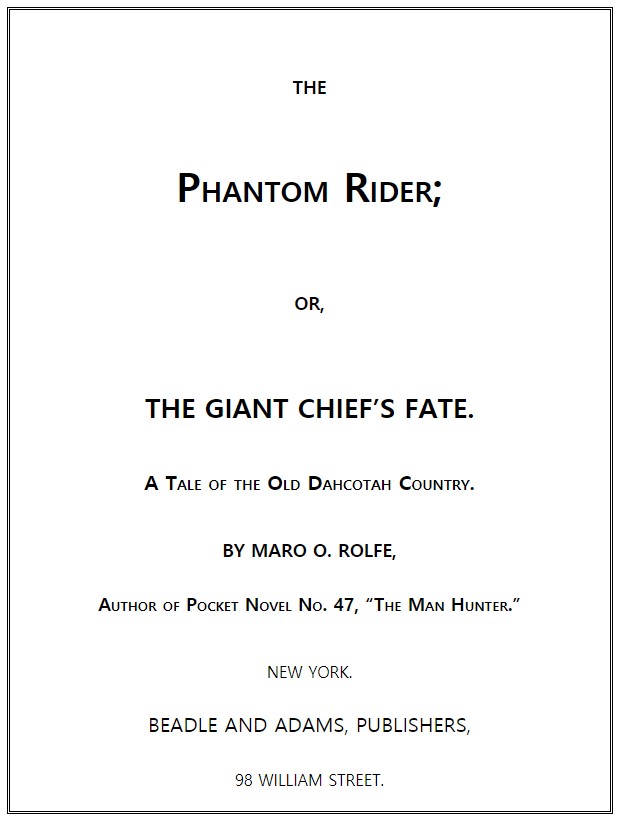 THE
PHANTOM RIDER;
OR,
THE GIANT CHIEF’S FATE.
A TALE OF THE OLD DAHCOTAH COUNTRY.
BY MARO O. ROLFE,
AUTHOR OF POCKET NOVEL NO. 47, “THE MAN HUNTER.”
NEW YORK.
BEADLE AND ADAMS, PUBLISHERS,
98 WILLIAM STREET.